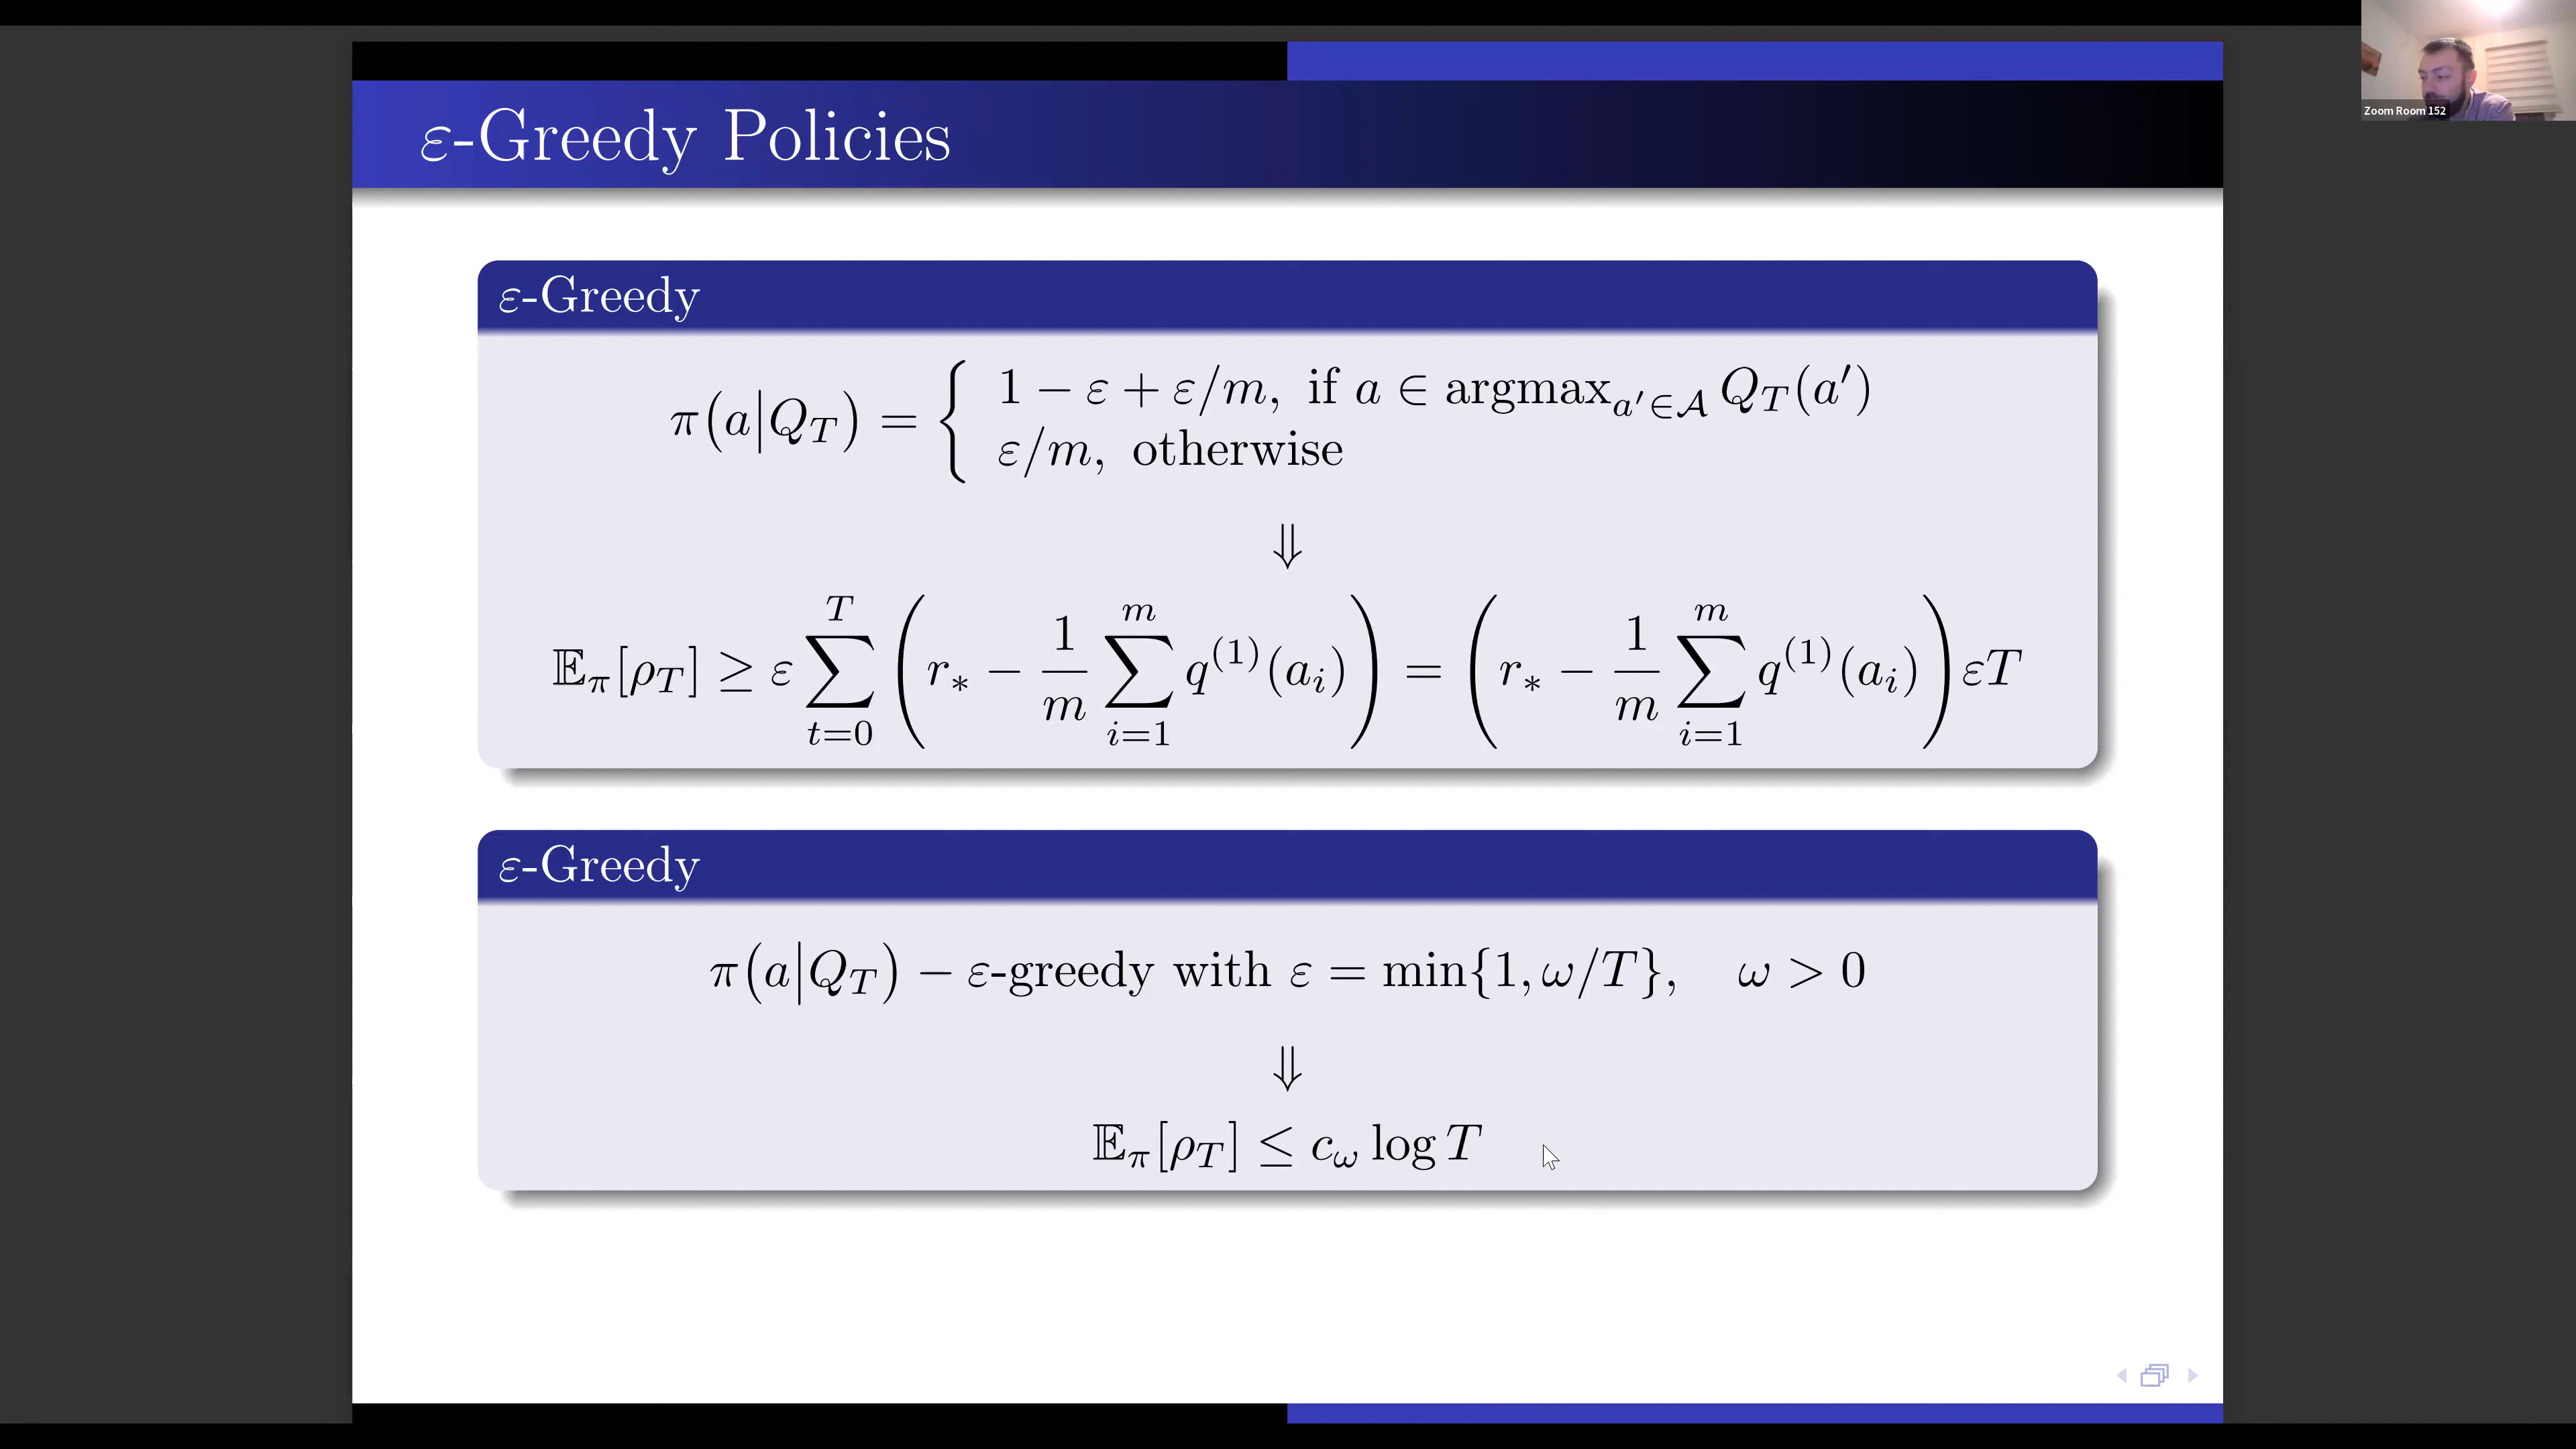 ε-Greedy Policies
ε-Greedy
π(a|Q_T) = { 1 − ε + ε/m, if a ∈ argmax_{a′∈𝒜} Q_T(a′)
ε/m, otherwise
⇓
𝔼_π[ρ_T] ≥ ε ∑_{t=0}^{T} (r_* − 1/m ∑_{i=1}^{m} q^{(1)}(a_i)) = (r_* − 1/m ∑_{i=1}^{m} q^{(1)}(a_i)) εT
ε-Greedy
π(a|Q_T) − ε-greedy with ε = min{1, ω/T}, ω > 0
⇓
𝔼_π[ρ_T] ≤ c_ω log T
Zoom Room 152